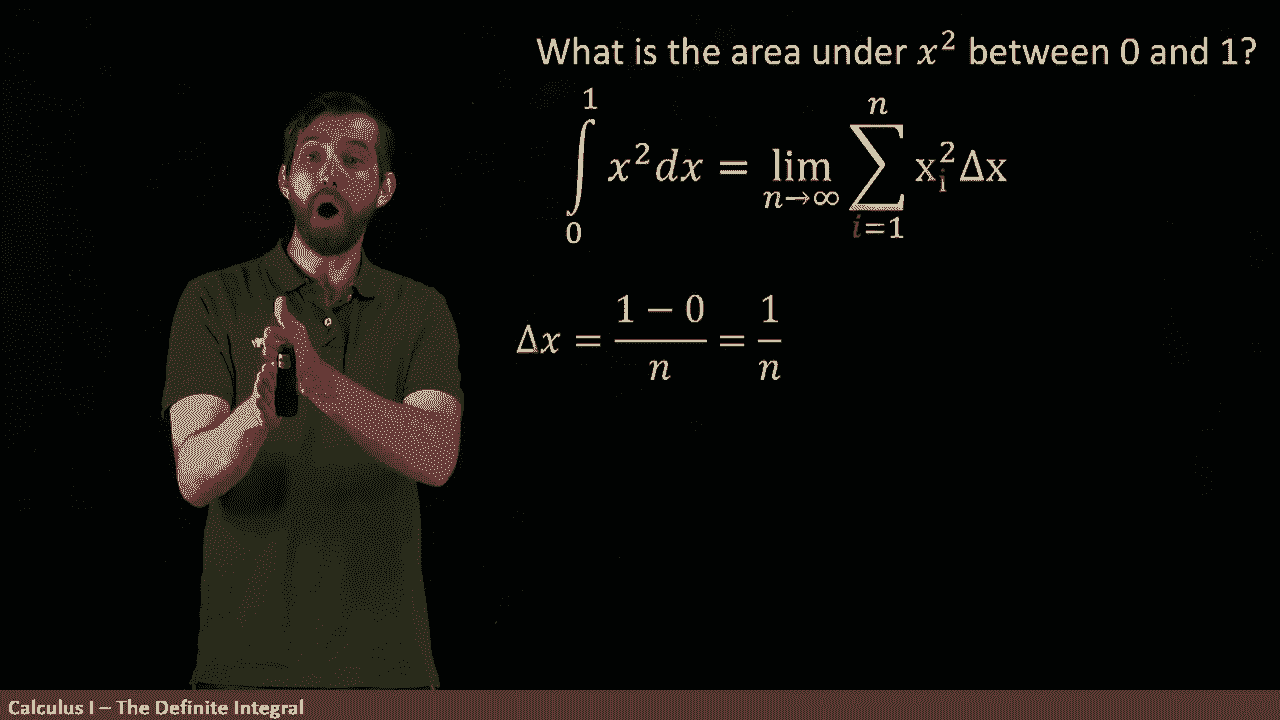 What is the area under $x^2$ between 0 and 1?
$\int_0^1 x^2 dx = \lim_{n \to \infty} \sum_{i=1}^{n} x_i^2 \Delta x$
$\Delta x = \frac{1-0}{n} = \frac{1}{n}$
Calculus I – The Definite Integral